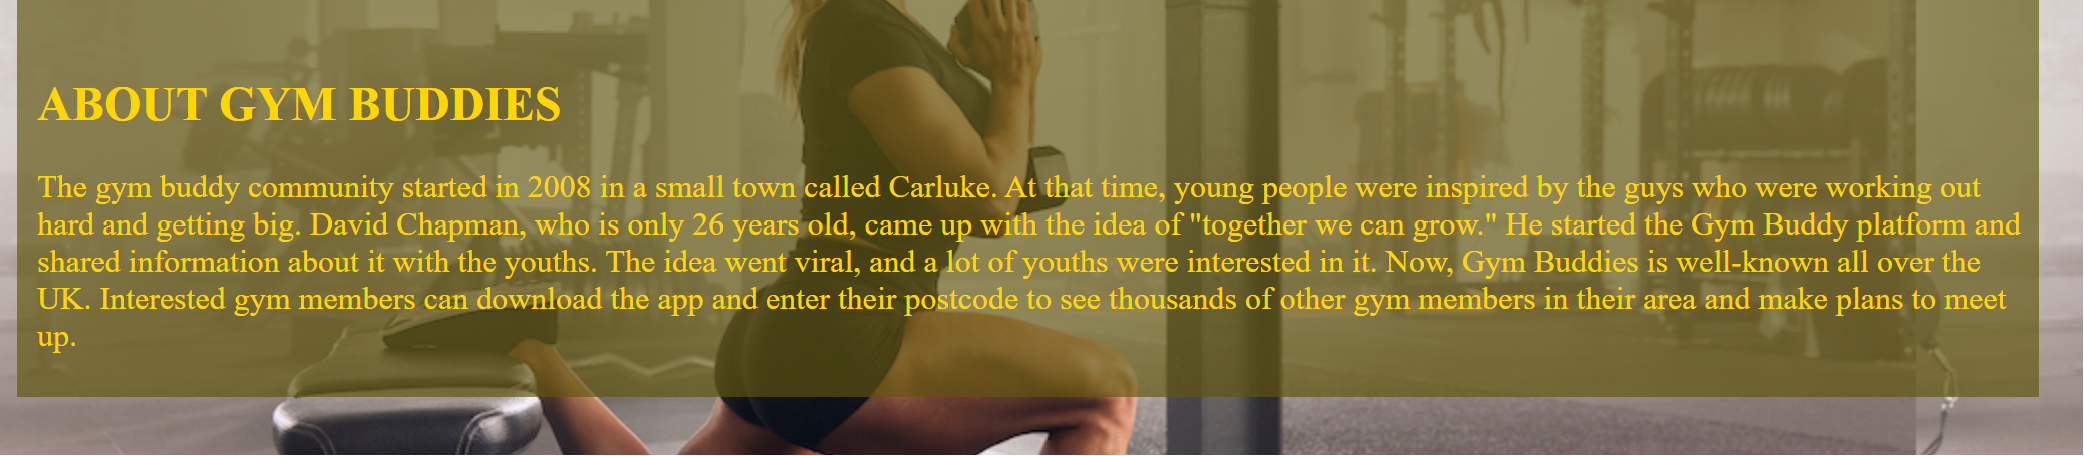 ABOUT GYM BUDDIES
The gym buddy community started in 2008 in a small town called Carluke. At that time, young people were inspired by the guys who were working out
hard and getting big. David Chapman, who is only 26 years old, came up with the idea of "together we can grow." He started the Gym Buddy platform and
shared information about it with the youths. The idea went viral, and a lot of youths were interested in it. Now, Gym Buddies is well-known all over the
UK. Interested gym members can download the app and enter their postcode to see thousands of other gym members in their area and make plans to meet
up.